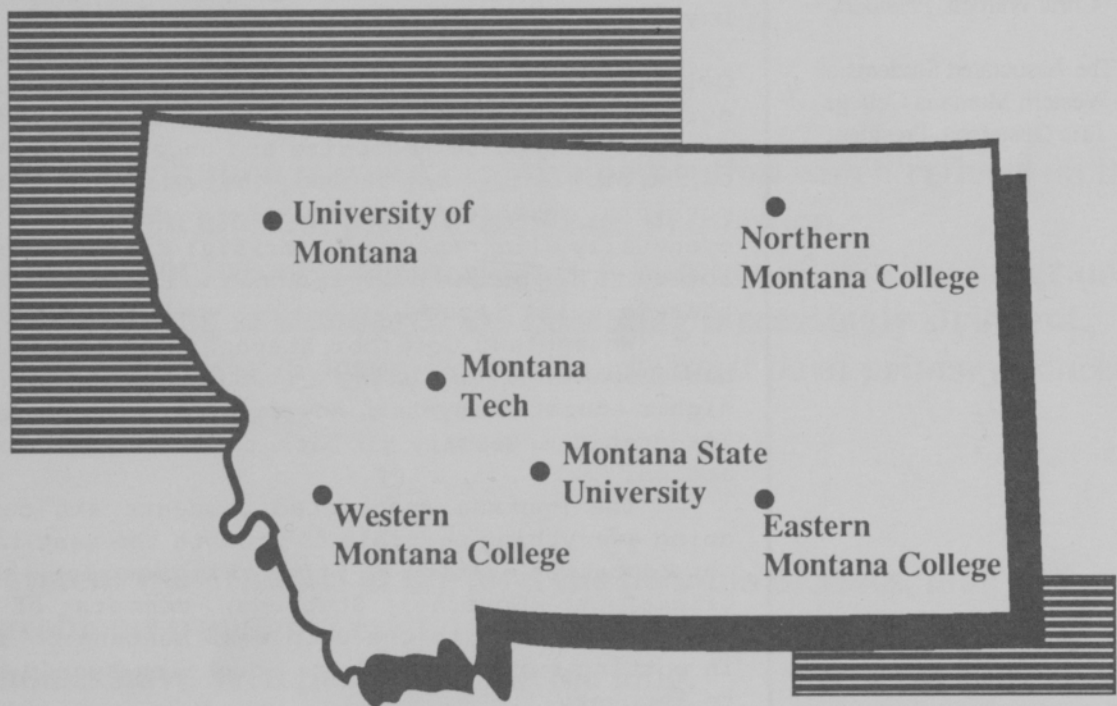 University of
Montana
Northern
Montana College
Montana
Tech
Montana State
University
Western
Montana College
Eastern
Montana College